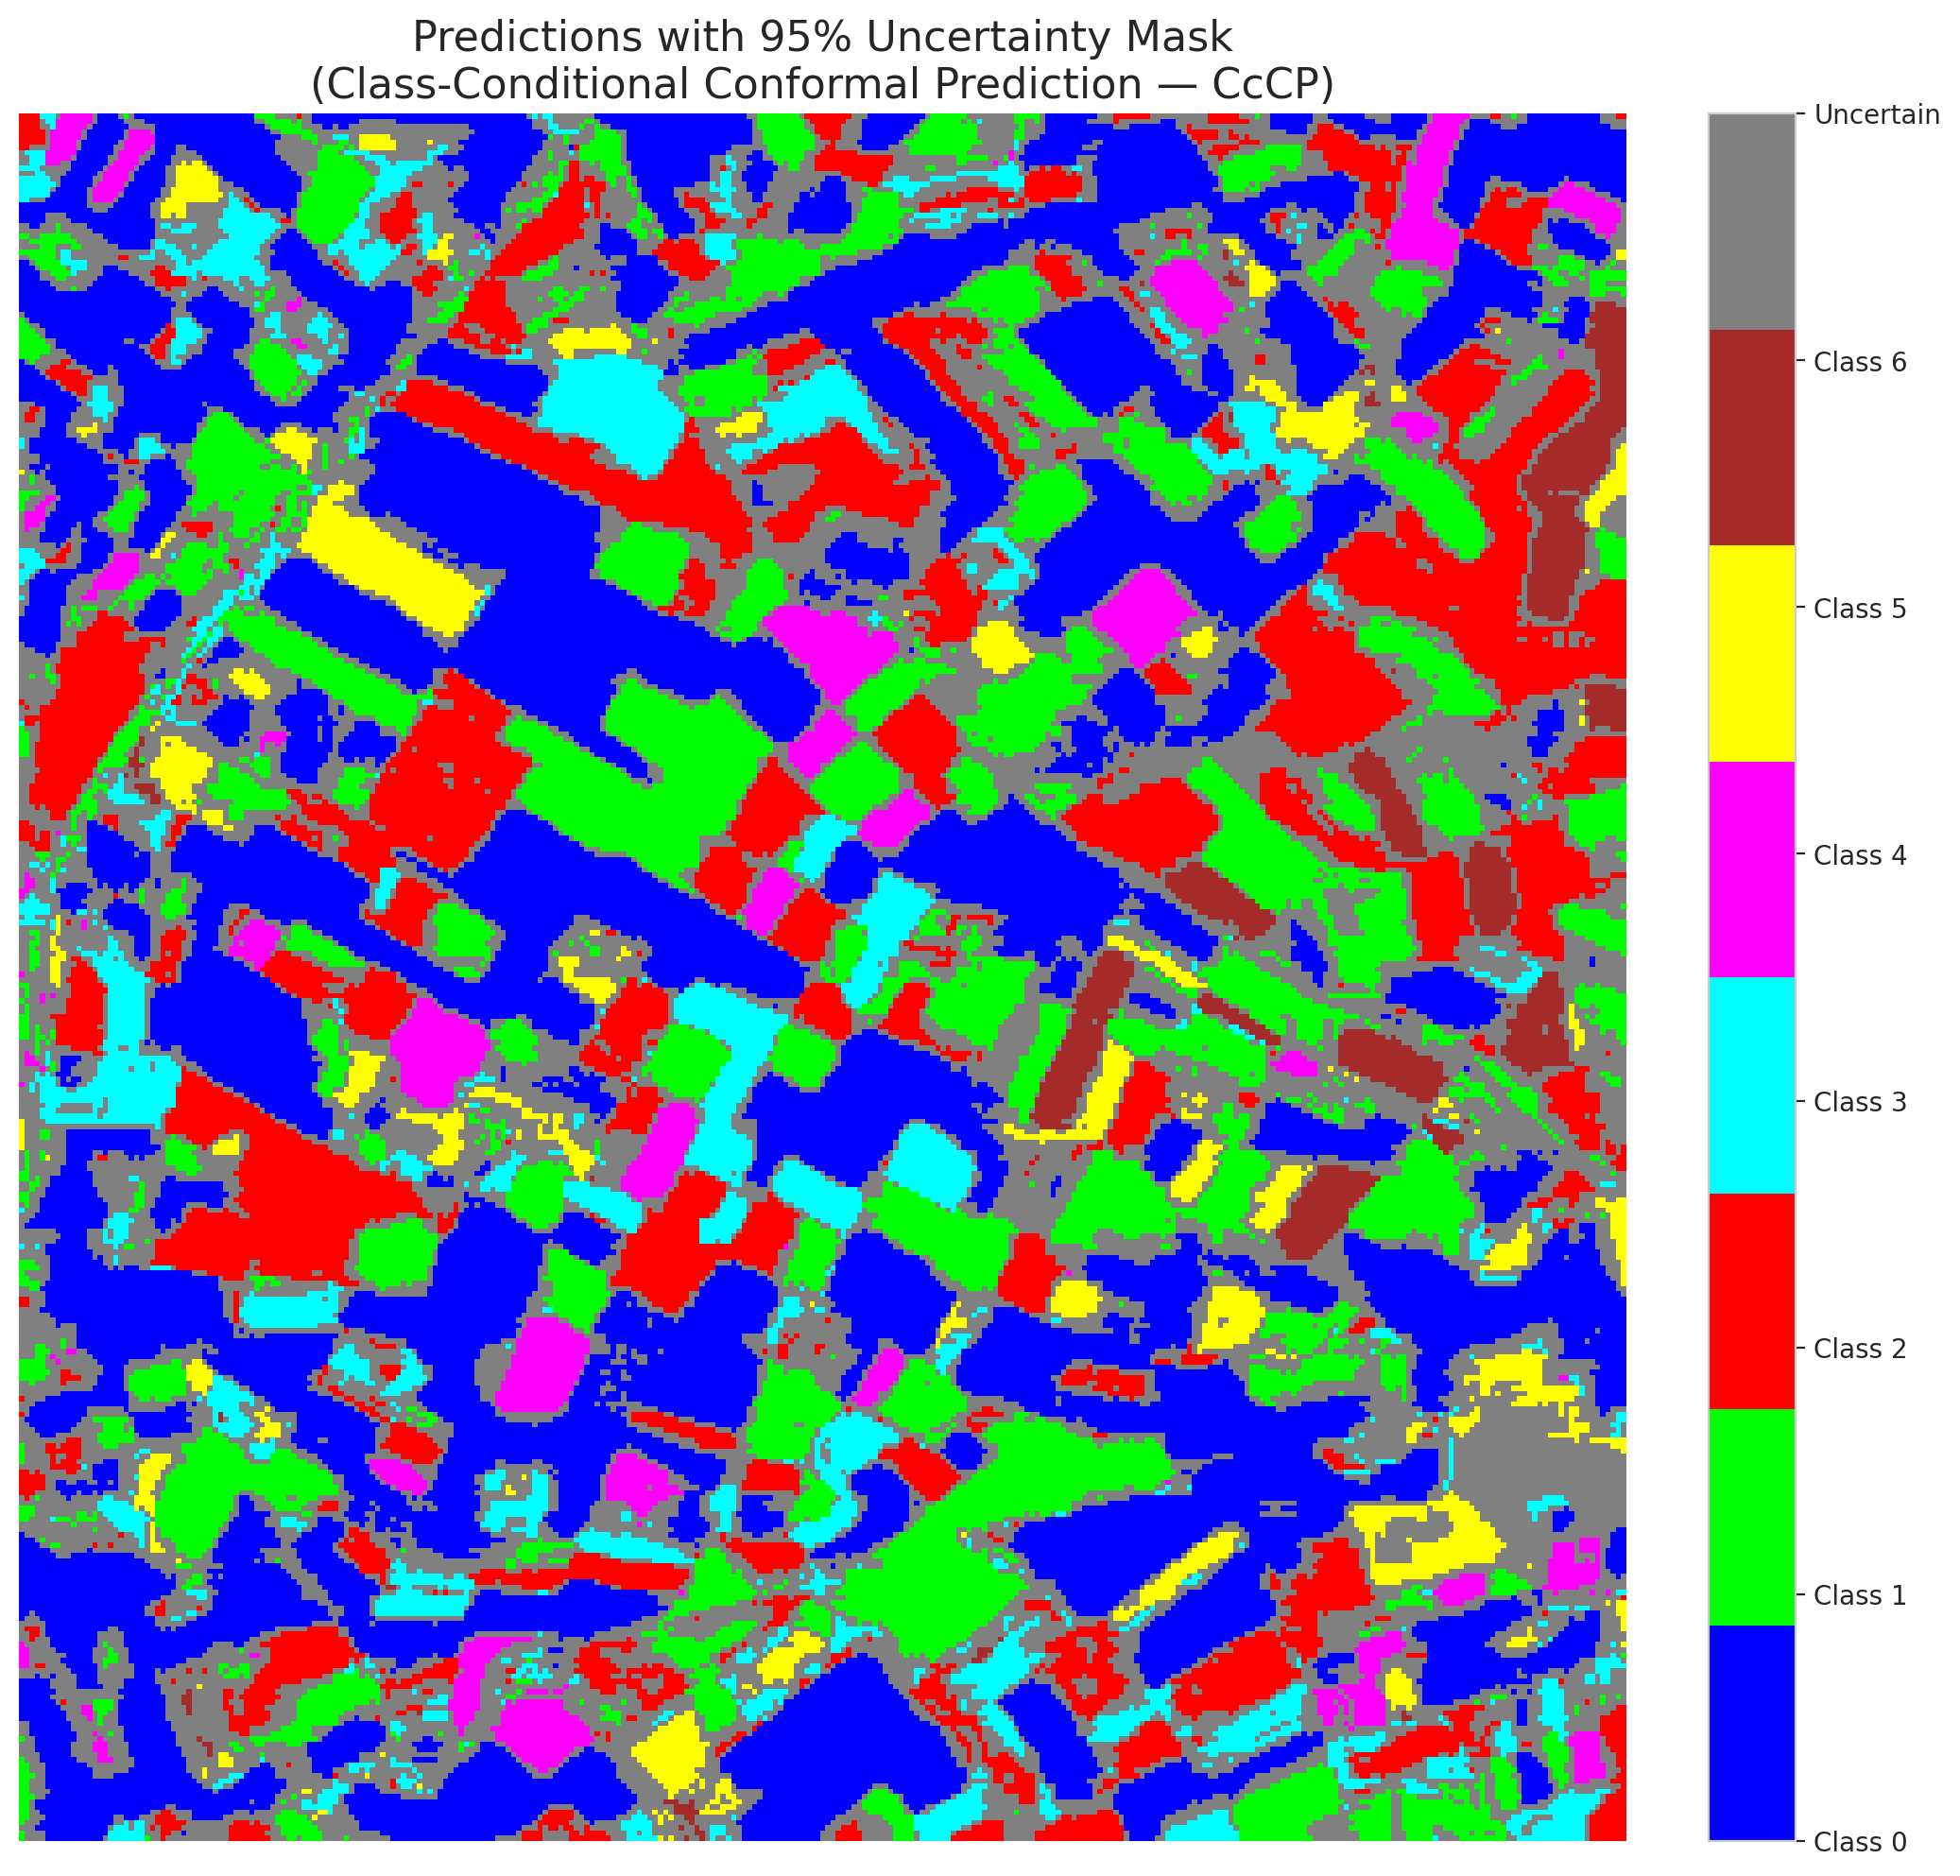 Predictions with 95% Uncertainty Mask
(Class-Conditional Conformal Prediction — CcCP)
Uncertain
Class 6
Class 5
Class 4
Class 3
Class 2
Class 1
Class 0